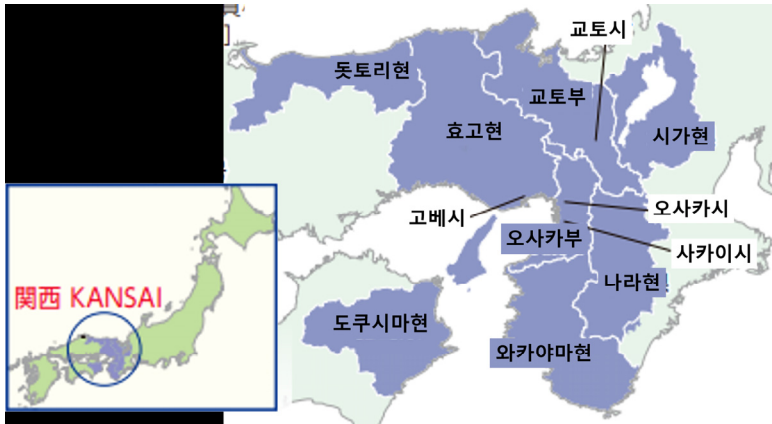 교토시
돗토리현
교토부
효고현
시가현
고베시
오사카시
오사카부
사카이시
나라현
関西 KANSAI
도쿠시마현
와카야마현